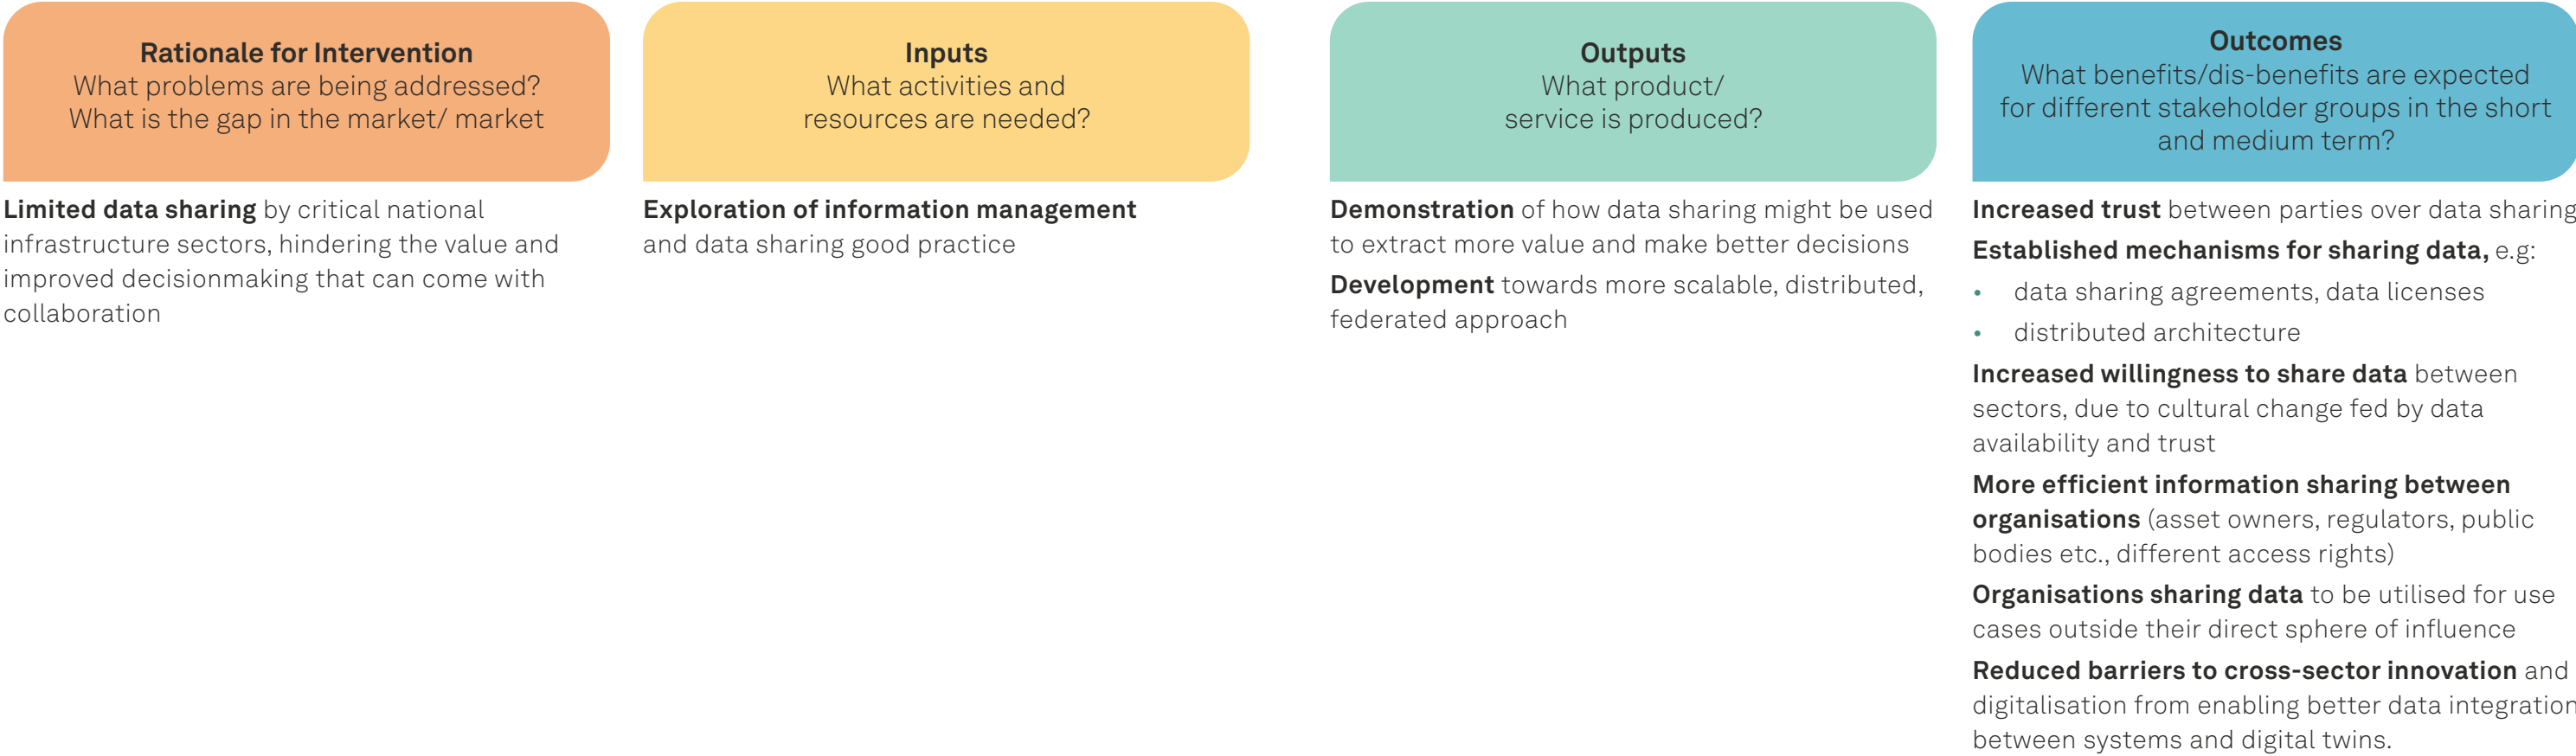 Rationale for Intervention
What problems are being addressed?
What is the gap in the market/ market
Limited data sharing by critical national
infrastructure sectors, hindering the value and
improved decisionmaking that can come with
collaboration
Inputs
What activities and
resources are needed?
Exploration of information management
and data sharing good practice
Outputs
What product/
service is produced?
Demonstration of how data sharing might be used
to extract more value and make better decisions
Development towards more scalable, distributed,
federated approach
Outcomes
What benefits/dis-benefits are expected
for different stakeholder groups in the short
and medium term?
Increased trust between parties over data sharing
Established mechanisms for sharing data, e.g:
• data sharing agreements, data licenses
• distributed architecture
Increased willingness to share data between
sectors, due to cultural change fed by data
availability and trust
More efficient information sharing between
organisations (asset owners, regulators, public
bodies etc., different access rights)
Organisations sharing data to be utilised for use
cases outside their direct sphere of influence
Reduced barriers to cross-sector innovation and
digitalisation from enabling better data integration
between systems and digital twins.